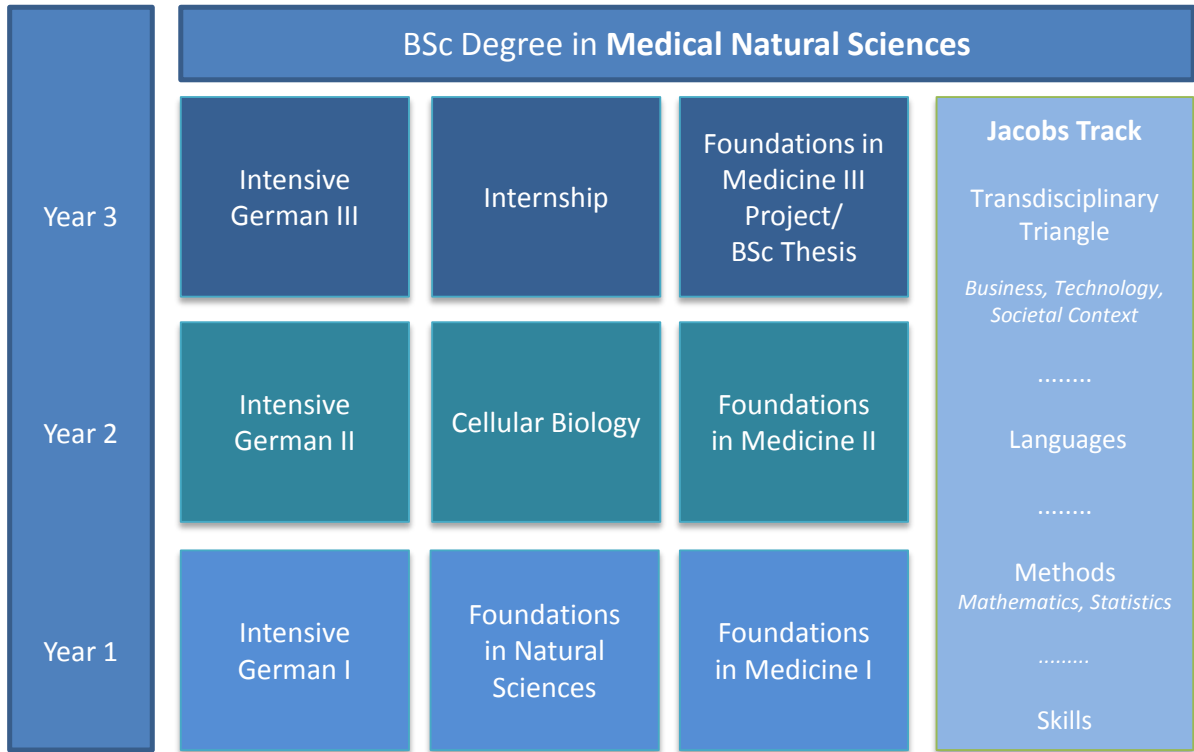 BSc Degree in Medical Natural Sciences
Year 3
Intensive
German III
Internship
Foundations in
Medicine III
Project/
BSc Thesis
Year 2
Intensive
German II
Cellular Biology
Foundations
in Medicine II
Year 1
Intensive
German I
Foundations
in Natural
Sciences
Foundations
in Medicine I
Jacobs Track
Transdisciplinary
Triangle
Business, Technology,
Societal Context
........
Languages
........
Methods
Mathematics, Statistics
.........
Skills